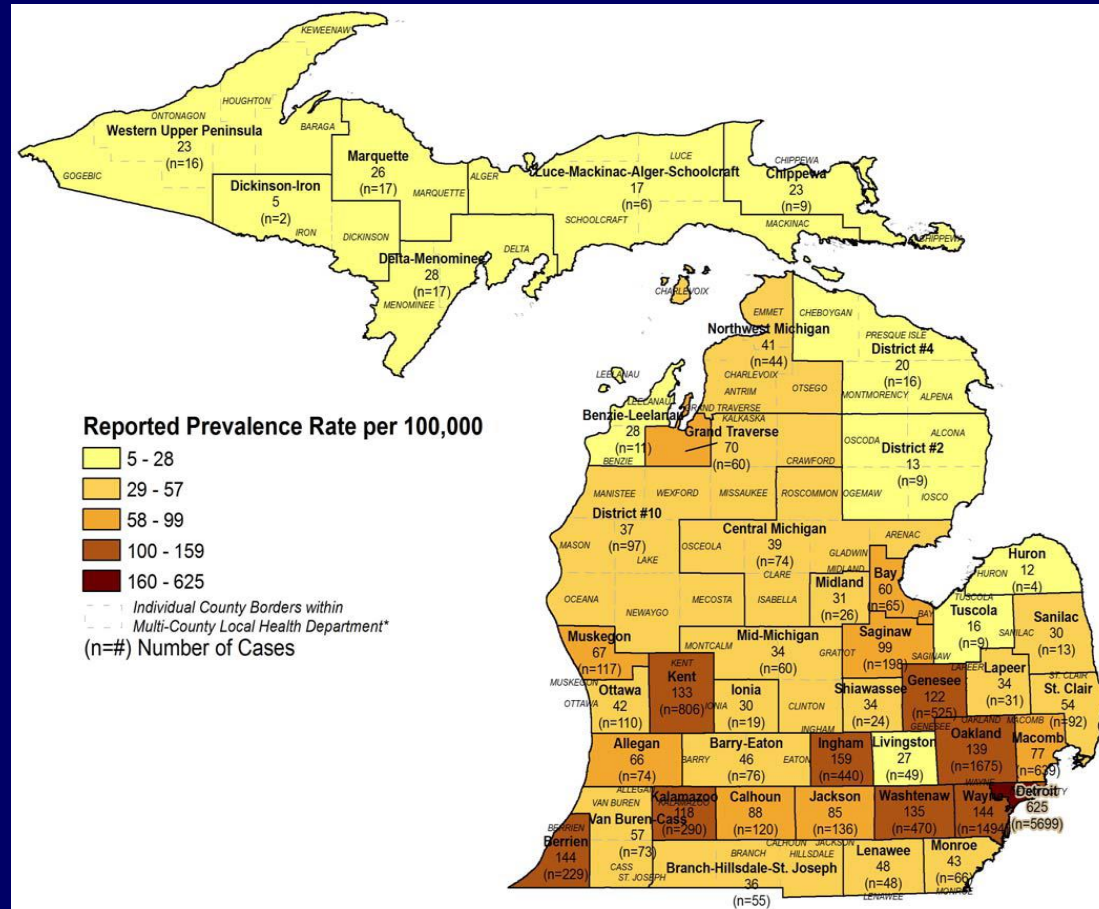 KEWEENAW
HOUGHTON
ONTONAGON
Western Upper Peninsula
23
(n=16)
BARAGA
GOGEBIC
Marquette
26
(n=17)
MARQUETTE
Dickinson-Iron
5
(n=2)
IRON
DICKINSON
ALGER
LUCE
Luce-Mackinac-Alger-Schoolcraft
17
(n=6)
SCHOOLCRAFT
CHIPPEWA
Chippewa
23
(n=9)
MACKINAC
CHIPPEWA
DELTA
Delta-Menominee
28
(n=17)
MENOMINEE
CHARLEVOIX
EMMET
Northwest Michigan
41
(n=44)
CHARLEVOIX
ANTRIM
OTSEGO
CHEBOYGAN
PRESQUE ISLE
District #4
20
(n=16)
MONTMORENCY
ALPENA
LEELANAU
LEELANAU
Benzie-Leelanau
28
(n=11)
BENZIE
GRAND TRAVERSE
KALKASKA
Grand Traverse
70
(n=60)
CRAWFORD
OSCODA
ALCONA
District #2
13
(n=9)
OGEMAW
IOSCO
Reported Prevalence Rate per 100,000
5 - 28
29 - 57
58 - 99
100 - 159
160 - 625
Individual County Borders within
Multi-County Local Health Department*
(n=#) Number of Cases
MANISTEE
WEXFORD
MISSAUKEE
ROSCOMMON
District #10
37
(n=97)
MASON
LAKE
OCEANA
NEWAYGO
MECOSTA
OSCEOLA
Central Michigan
39
(n=74)
CLARE
ISABELLA
GLADWIN
ARENAC
MIDLAND
Midland
31
(n=26)
Bay
60
(n=65)
BAY
Huron
12
(n=4)
HURON
TUSCOLA
Tuscola
16
(n=9)
Sanilac
30
(n=13)
SANILAC
Muskegon
67
(n=117)
MUSKEGON
MONTCALM
Mid-Michigan
34
(n=60)
GRATIOT
CLINTON
Saginaw
99
(n=198)
SAGINAW
KENT
Kent
133
(n=806)
OTTAWA
Ottawa
42
(n=110)
Ionia
30
(n=19)
IONIA
Shiawassee
34
(n=24)
Genesee
122
(n=525)
GENESEE
LAPEER
Lapeer
34
(n=31)
ST. CLAIR
St. Clair
54
(n=92)
INGHAM
OAKLAND
MACOMB
Allegan
66
(n=74)
ALLEGAN
Barry-Eaton
46
(n=76)
BARRY
EATON
Ingham
159
(n=440)
Livingston
27
(n=49)
Oakland
139
(n=1675)
Macomb
77
(n=639)
WAYNE
VAN BUREN
Van Buren-Cass
57
(n=73)
CASS
KALAMAZOO
Kalamazoo
118
(n=290)
Calhoun
88
(n=120)
CALHOUN
Jackson
85
(n=136)
JACKSON
Washtenaw
135
(n=470)
Wayne
144
(n=1494)
Detroit
625
(n=5699)
BERRIEN
Berrien
144
(n=229)
ST. JOSEPH
BRANCH
HILLSDALE
Branch-Hillsdale-St. Joseph
36
(n=55)
Lenawee
48
(n=48)
LENAWEE
Monroe
43
(n=66)
MONROE